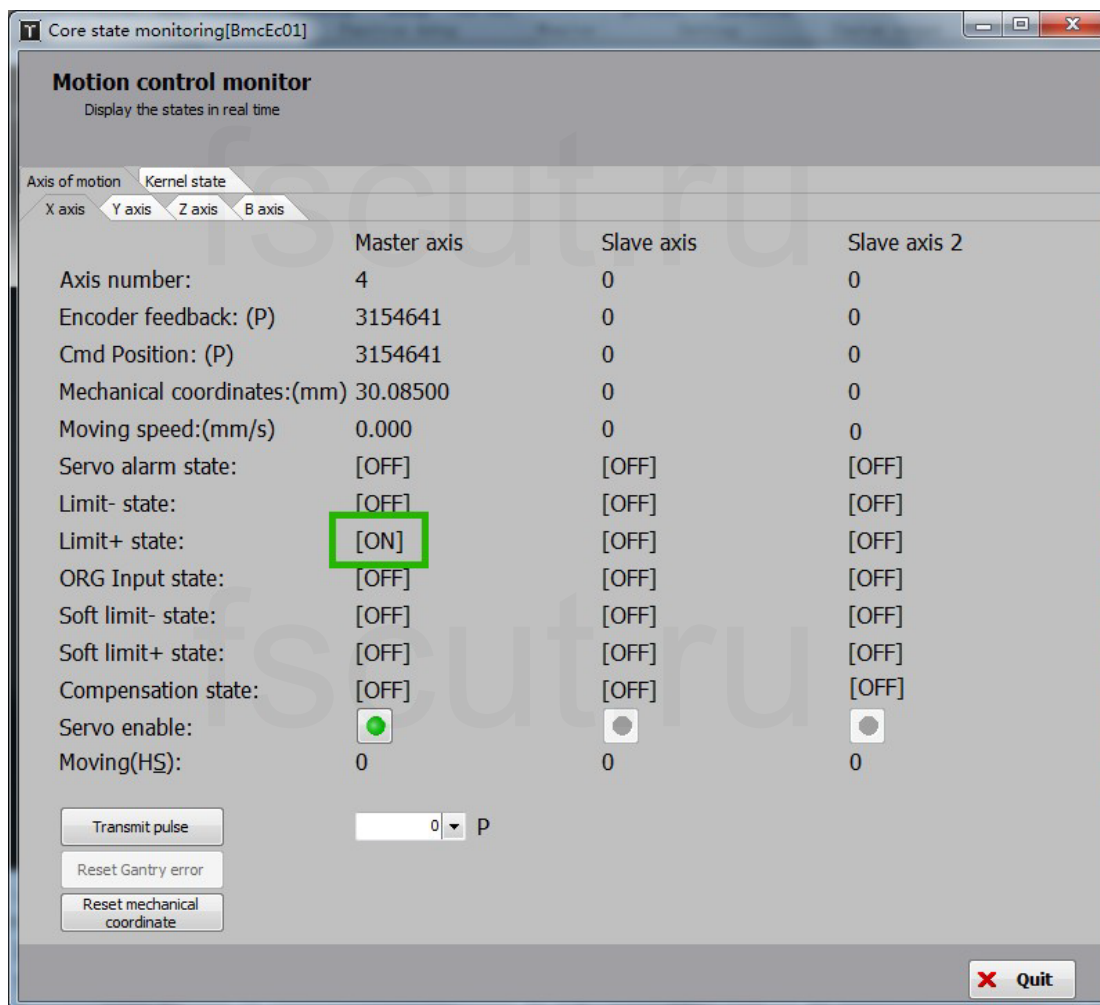 Core state monitoring[BmcEc01]
Motion control monitor
Display the states in real time
Axis of motion Kernel state
X axis Y axis Z axis B axis
Master axis Slave axis Slave axis 2
Axis number: 4 0 0
Encoder feedback: (P) 3154641 0 0
Cmd Position: (P) 3154641 0 0
Mechanical coordinates:(mm) 30.08500 0 0
Moving speed:(mm/s) 0.000 0 0
Servo alarm state: [OFF] [OFF] [OFF]
Limit- state: [OFF] [OFF] [OFF]
Limit+ state: [ON] [OFF] [OFF]
ORG Input state: [OFF] [OFF] [OFF]
Soft limit- state: [OFF] [OFF] [OFF]
Soft limit+ state: [OFF] [OFF] [OFF]
Compensation state: [OFF] [OFF] [OFF]
Servo enable:
Moving(HS): 0 0 0
Transmit pulse 0 P
Reset Gantry error
Reset mechanical
coordinate
Quit
fscut.ru
fscut.ru